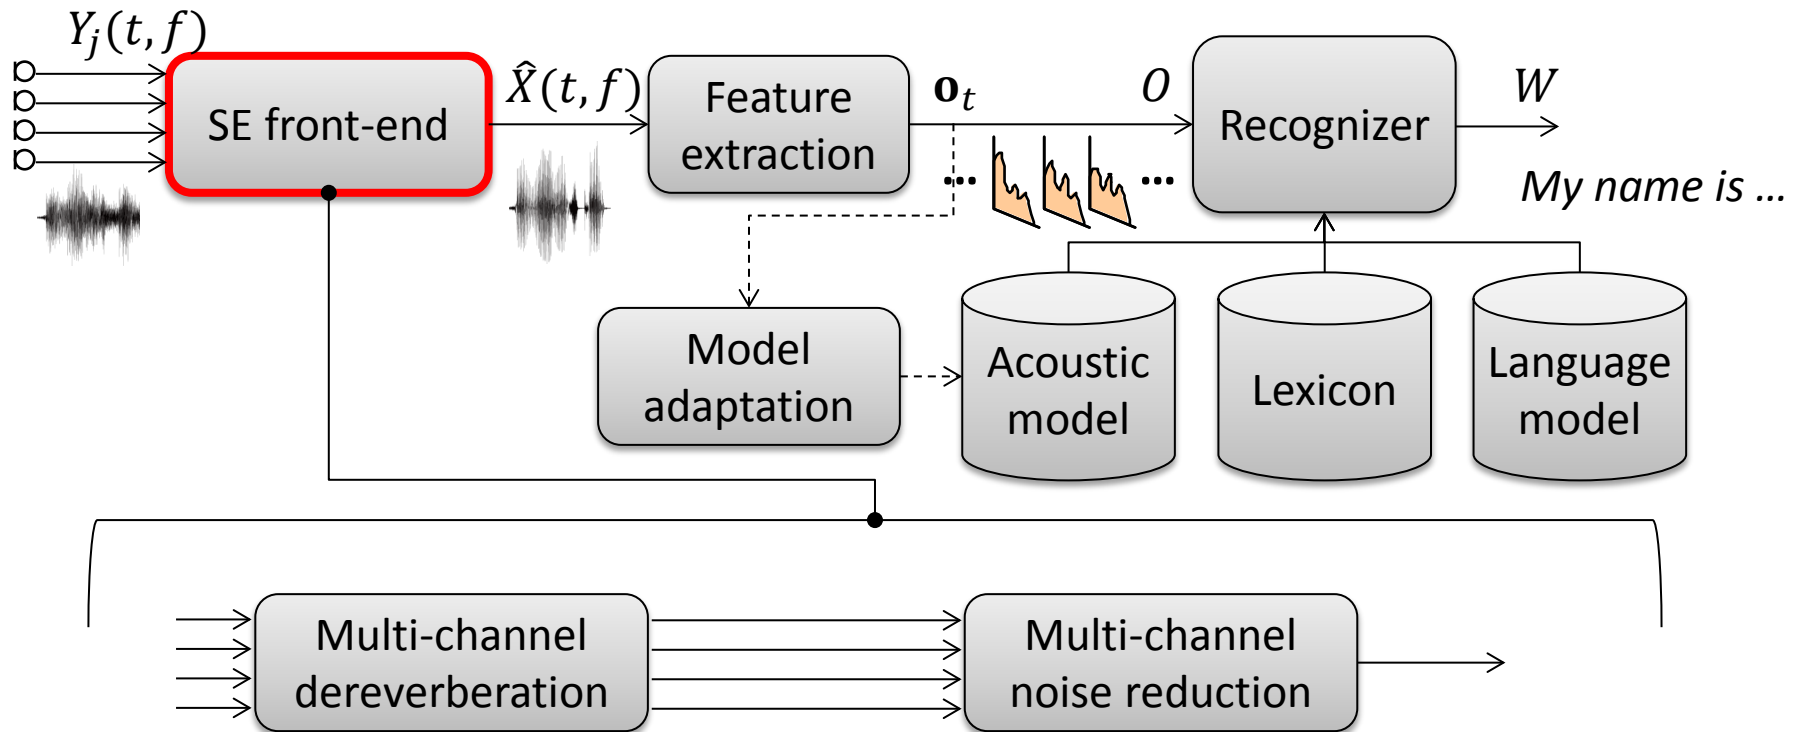 Yⱼ(t, f)
SE front-end
X̂(t, f)
Feature
extraction
𝐨ₜ
O
Recognizer
W
...
...
My name is ...
Model
adaptation
Acoustic
model
Lexicon
Language
model
Multi-channel
dereverberation
Multi-channel
noise reduction